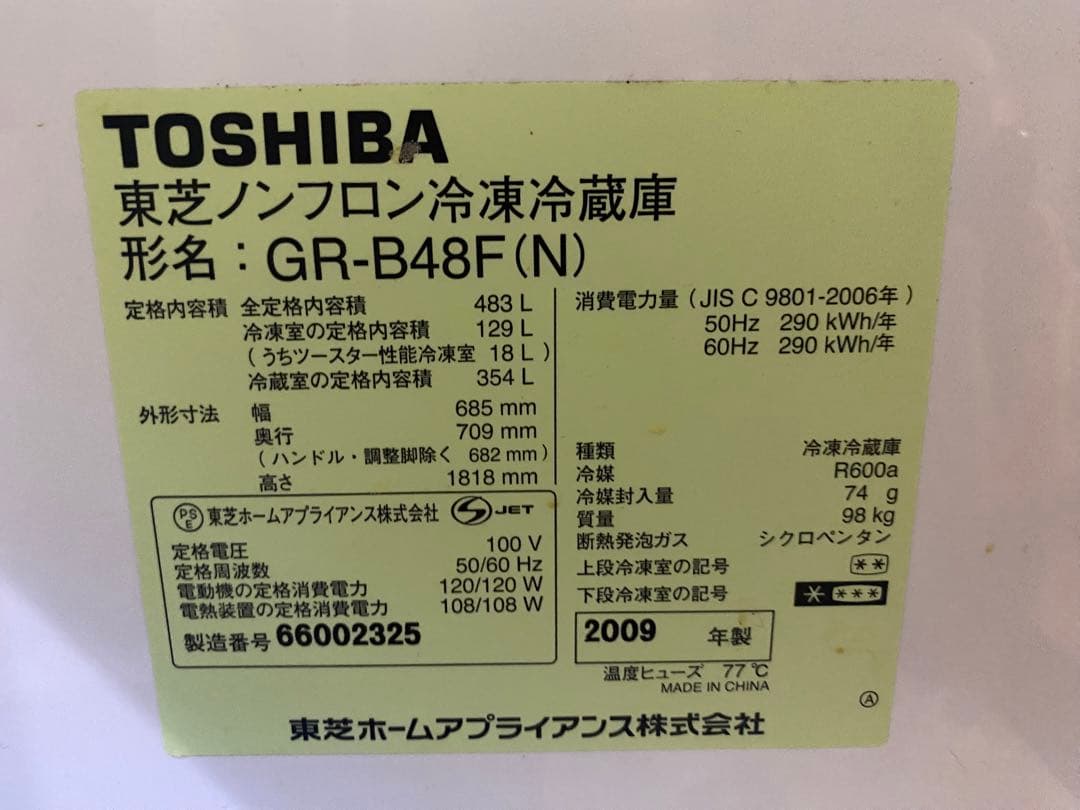 TOSHIBA
東芝ノンフロン冷凍冷蔵庫
形名：GR-B48F(N)
定格内容積 全定格内容積 483 L
冷凍室の定格内容積 129 L
（うちツースター性能冷凍室 18 L）
冷蔵室の定格内容積 354 L
外形寸法 幅 685 mm
奥行 709 mm
（ハンドル・調整脚除く 682 mm）
高さ 1818 mm
PSE 東芝ホームアプライアンス株式会社 S JET
定格電圧 100 V
定格周波数 50/60 Hz
電動機の定格消費電力 120/120 W
電熱装置の定格消費電力 108/108 W
製造番号 66002325
消費電力量（JIS C 9801-2006年）
50Hz 290 kWh/年
60Hz 290 kWh/年
種類 冷凍冷蔵庫
冷媒 R600a
冷媒封入量 74 g
質量 98 kg
断熱発泡ガス シクロペンタン
上段冷凍室の記号 **
下段冷凍室の記号 * ***
2009 年製
温度ヒューズ 77℃
MADE IN CHINA
Ⓐ
東芝ホームアプライアンス株式会社